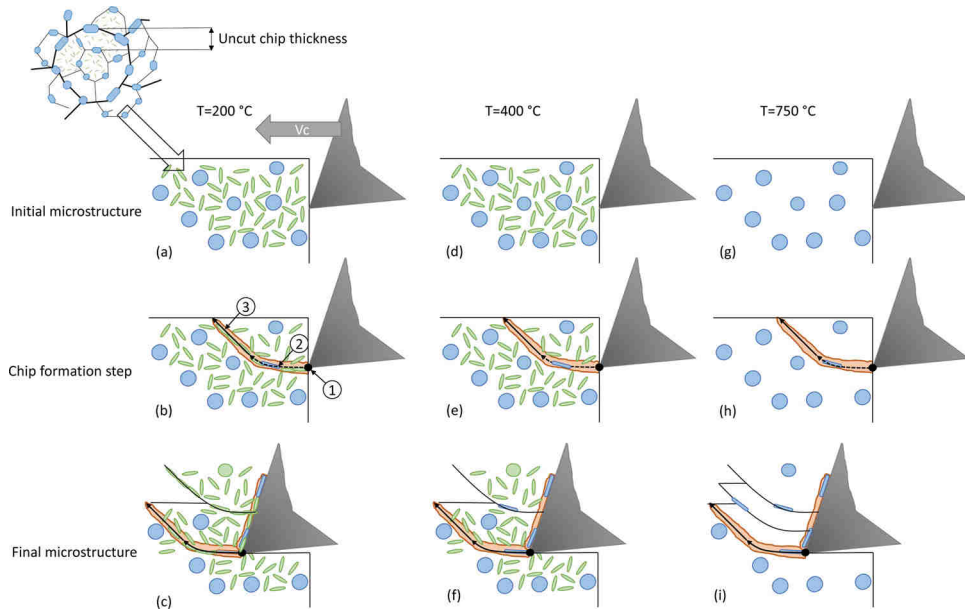 Uncut chip thickness
T=200 °C
T=400 °C
T=750 °C
Vc
Initial microstructure
(a)
(d)
(g)
3
2
1
Chip formation step
(b)
(e)
(h)
Final microstructure
(c)
(f)
(i)